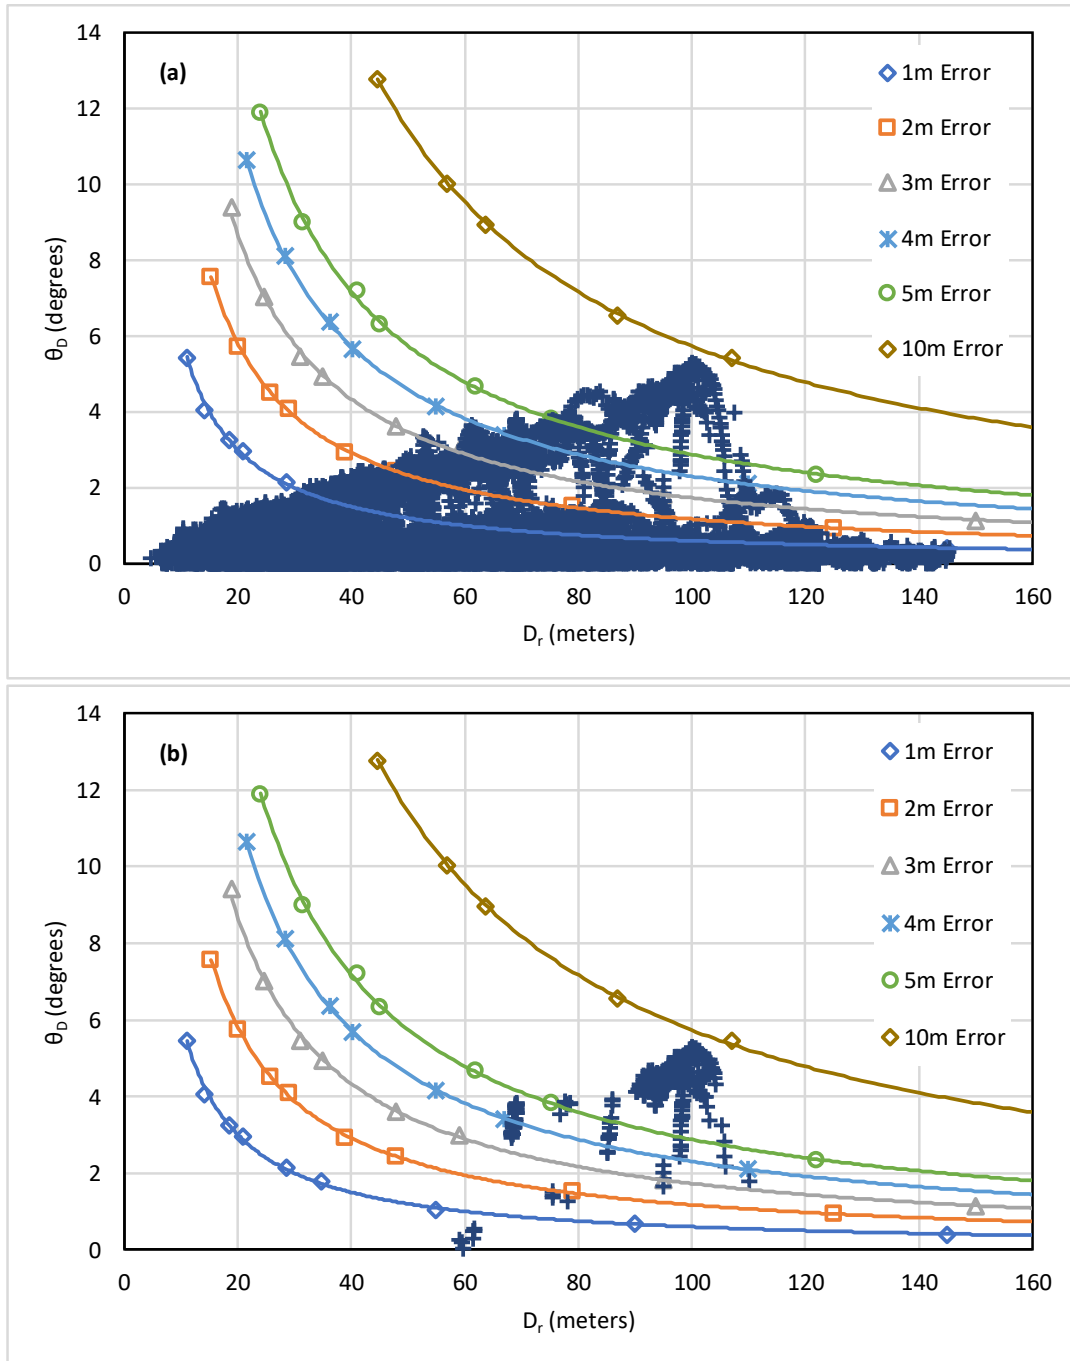 (a)
14
12
10
8
6
4
2
0
θD (degrees)
1m Error
2m Error
3m Error
4m Error
5m Error
10m Error
0 20 40 60 80 100 120 140 160
Dr (meters)
(b)
14
12
10
8
6
4
2
0
θD (degrees)
1m Error
2m Error
3m Error
4m Error
5m Error
10m Error
0 20 40 60 80 100 120 140 160
Dr (meters)